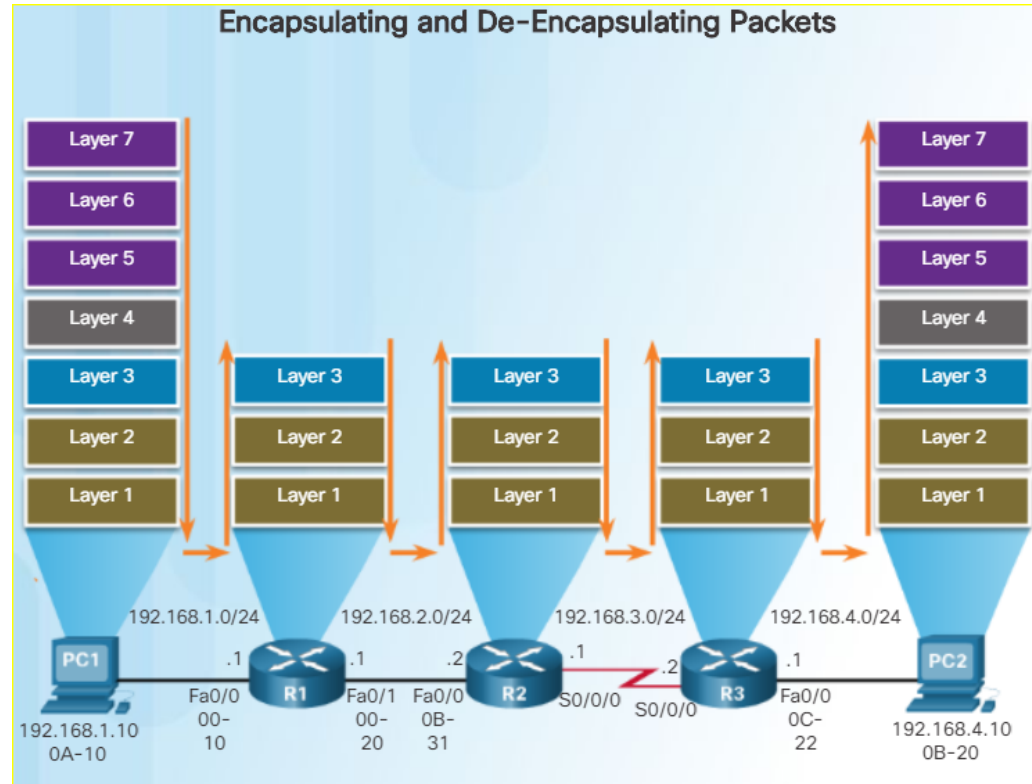 Encapsulating and De-Encapsulating Packets
Layer 7
Layer 6
Layer 5
Layer 4
Layer 3
Layer 2
Layer 1
Layer 3
Layer 2
Layer 1
Layer 3
Layer 2
Layer 1
Layer 3
Layer 2
Layer 1
Layer 7
Layer 6
Layer 5
Layer 4
Layer 3
Layer 2
Layer 1
192.168.1.0/24
192.168.2.0/24
192.168.3.0/24
192.168.4.0/24
PC1
192.168.1.10
0A-10
.1
Fa0/0
00-
10
R1
.1
Fa0/1
00-
20
.2
Fa0/0
0B-
31
R2
.1
S0/0/0
.2
S0/0/0
R3
.1
Fa0/0
0C-
22
PC2
192.168.4.10
0B-20